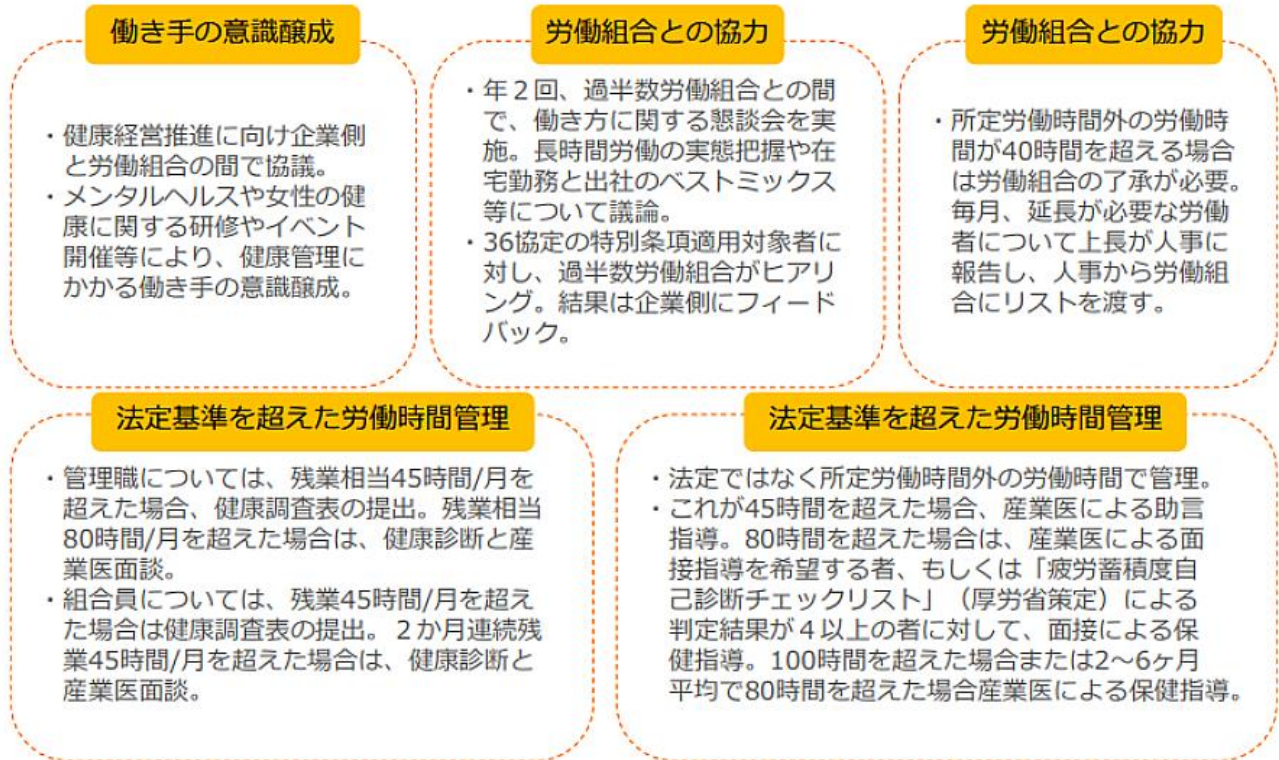 働き手の意識醸成
・健康経営推進に向け企業側
と労働組合の間で協議。
・メンタルヘルスや女性の健
康に関する研修やイベント
開催等により、健康管理に
かかる働き手の意識醸成。
労働組合との協力
・年２回、過半数労働組合との間
で、働き方に関する懇談会を実
施。長時間労働の実態把握や在
宅勤務と出社のベストミックス
等について議論。
・36協定の特別条項適用対象者に
対し、過半数労働組合がヒアリ
ング。結果は企業側にフィード
バック。
労働組合との協力
・所定労働時間外の労働時
間が40時間を超える場合
は労働組合の了承が必要。
毎月、延長が必要な労働
者について上長が人事に
報告し、人事から労働組
合にリストを渡す。
法定基準を超えた労働時間管理
・管理職については、残業相当45時間/月を
超えた場合、健康調査表の提出。残業相当
80時間/月を超えた場合は、健康診断と産
業医面談。
・組合員については、残業45時間/月を超え
た場合は健康調査表の提出。２か月連続残
業45時間/月を超えた場合は、健康診断と
産業医面談。
法定基準を超えた労働時間管理
・法定ではなく所定労働時間外の労働時間で管理。
・これが45時間を超えた場合、産業医による助言
指導。80時間を超えた場合は、産業医による面
接指導を希望する者、もしくは「疲労蓄積度自
己診断チェックリスト」（厚労省策定）による
判定結果が４以上の者に対して、面接による保
健指導。100時間を超えた場合または2～6ヶ月
平均で80時間を超えた場合産業医による保健指導。